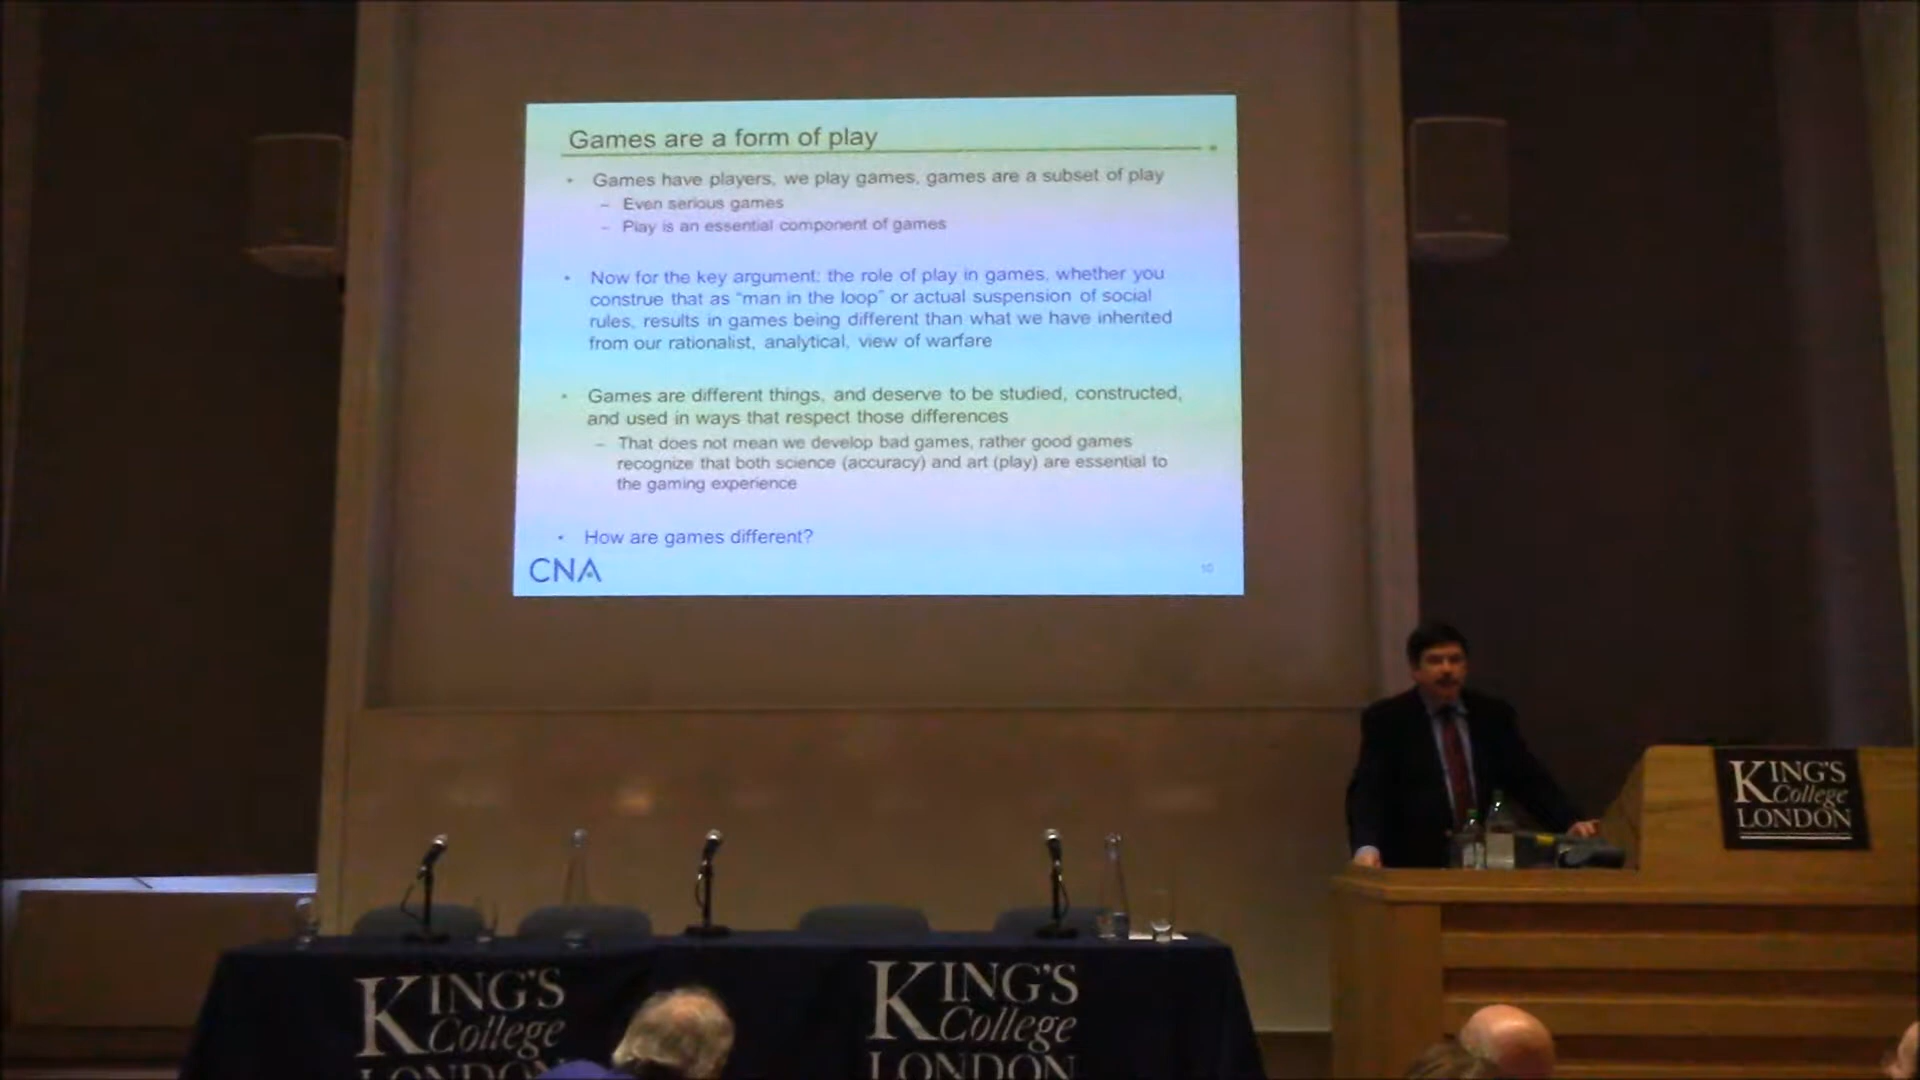 Games are a form of play
• Games have players, we play games, games are a subset of play
– Even serious games
– Play is an essential component of games
• Now for the key argument: the role of play in games, whether you
construe that as “man in the loop” or actual suspension of social
rules, results in games being different than what we have inherited
from our rationalist, analytical, view of warfare
• Games are different things, and deserve to be studied, constructed,
and used in ways that respect those differences
– That does not mean we develop bad games, rather good games
recognize that both science (accuracy) and art (play) are essential to
the gaming experience
• How are games different?
CNA
10
KING'S
College
LONDON
KING'S
College
LONDON
KING'S
College
LONDON